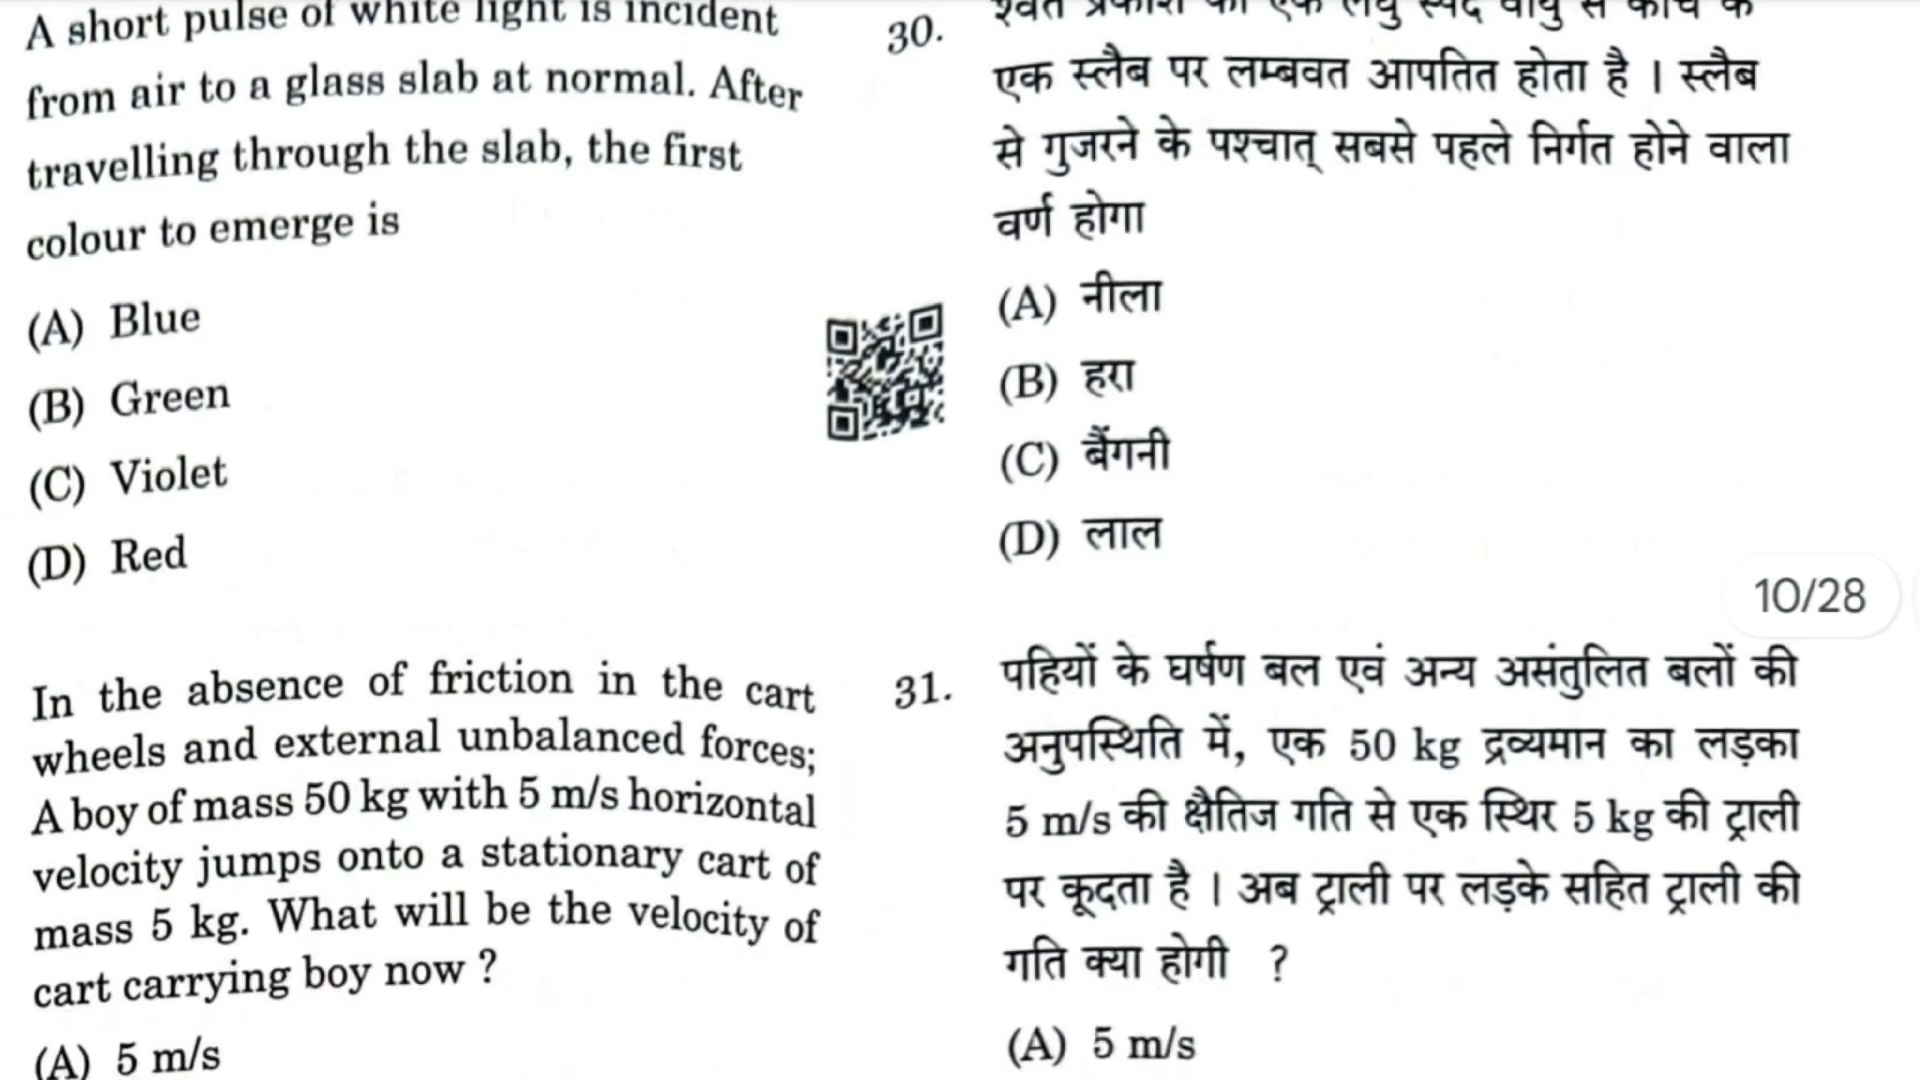 A short pulse of white light is incident
from air to a glass slab at normal. After
travelling through the slab, the first
colour to emerge is
(A) Blue
(B) Green
(C) Violet
(D) Red
In the absence of friction in the cart
wheels and external unbalanced forces;
A boy of mass 50 kg with 5 m/s horizontal
velocity jumps onto a stationary cart of
mass 5 kg. What will be the velocity of
cart carrying boy now ?
(A) 5 m/s
30. श्वेत प्रकाश का एक लघु स्पंद वायु से काँच के
एक स्लैब पर लम्बवत आपतित होता है । स्लैब
से गुजरने के पश्चात् सबसे पहले निर्गत होने वाला
वर्ण होगा
(A) नीला
(B) हरा
(C) बैंगनी
(D) लाल
10/28
31. पहियों के घर्षण बल एवं अन्य असंतुलित बलों की
अनुपस्थिति में, एक 50 kg द्रव्यमान का लड़का
5 m/s की क्षैतिज गति से एक स्थिर 5 kg की ट्राली
पर कूदता है । अब ट्राली पर लड़के सहित ट्राली की
गति क्या होगी ?
(A) 5 m/s